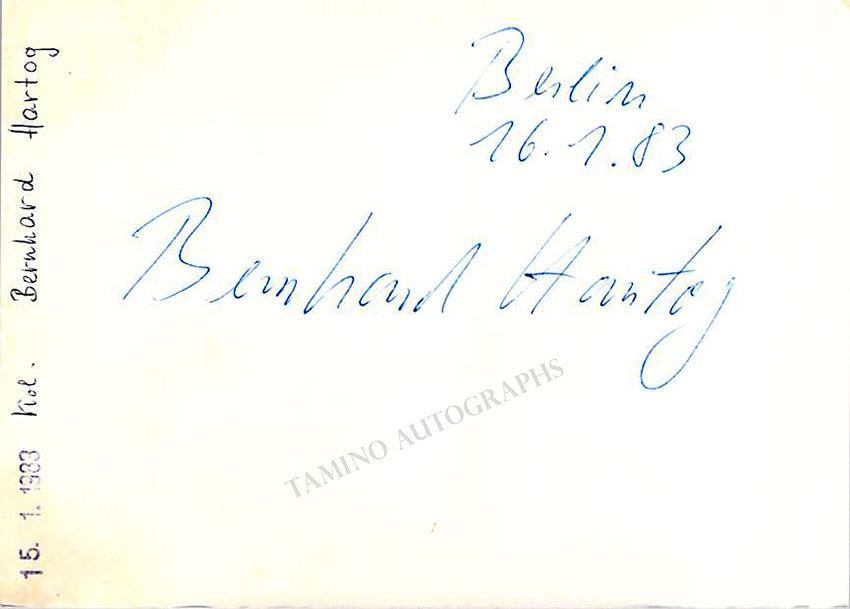 Berlin
16.1.83
Bernhard Hartog
15. 1. 1983 Viol. Bernhard Hartog
TAMINO AUTOGRAPHS